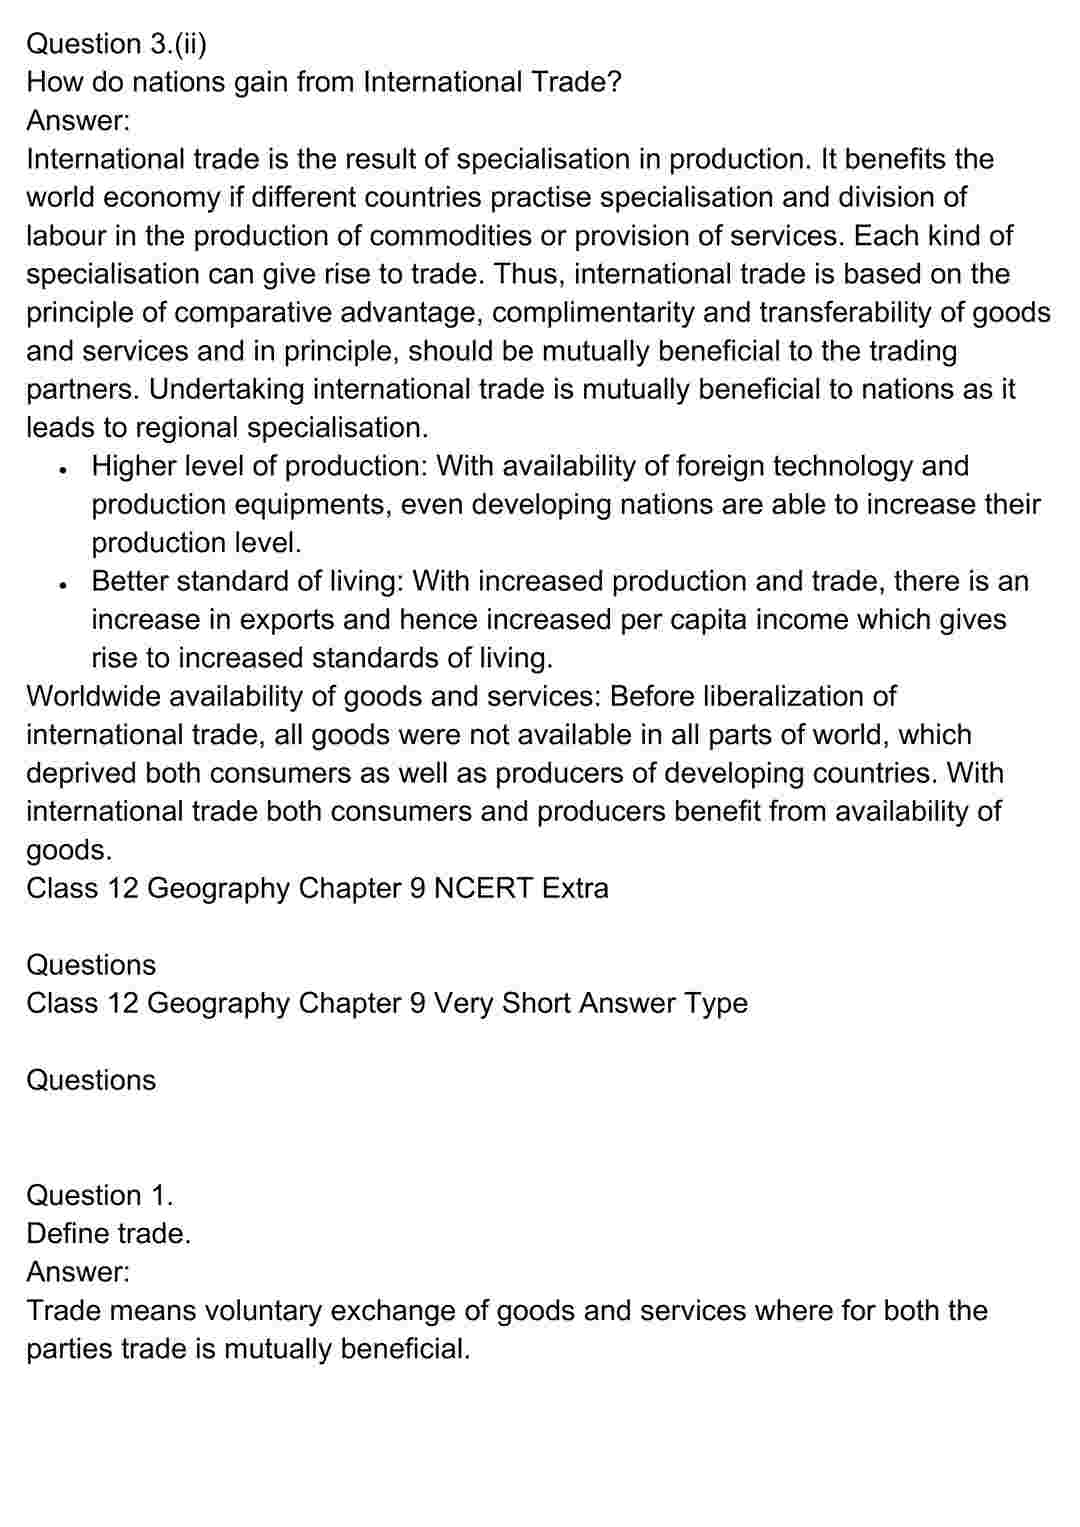 Question 3.(ii)
How do nations gain from International Trade?
Answer:
International trade is the result of specialisation in production. It benefits the
world economy if different countries practise specialisation and division of
labour in the production of commodities or provision of services. Each kind of
specialisation can give rise to trade. Thus, international trade is based on the
principle of comparative advantage, complimentarity and transferability of goods
and services and in principle, should be mutually beneficial to the trading
partners. Undertaking international trade is mutually beneficial to nations as it
leads to regional specialisation.
• Higher level of production: With availability of foreign technology and
production equipments, even developing nations are able to increase their
production level.
• Better standard of living: With increased production and trade, there is an
increase in exports and hence increased per capita income which gives
rise to increased standards of living.
Worldwide availability of goods and services: Before liberalization of
international trade, all goods were not available in all parts of world, which
deprived both consumers as well as producers of developing countries. With
international trade both consumers and producers benefit from availability of
goods.
Class 12 Geography Chapter 9 NCERT Extra
Questions
Class 12 Geography Chapter 9 Very Short Answer Type
Questions
Question 1.
Define trade.
Answer:
Trade means voluntary exchange of goods and services where for both the
parties trade is mutually beneficial.